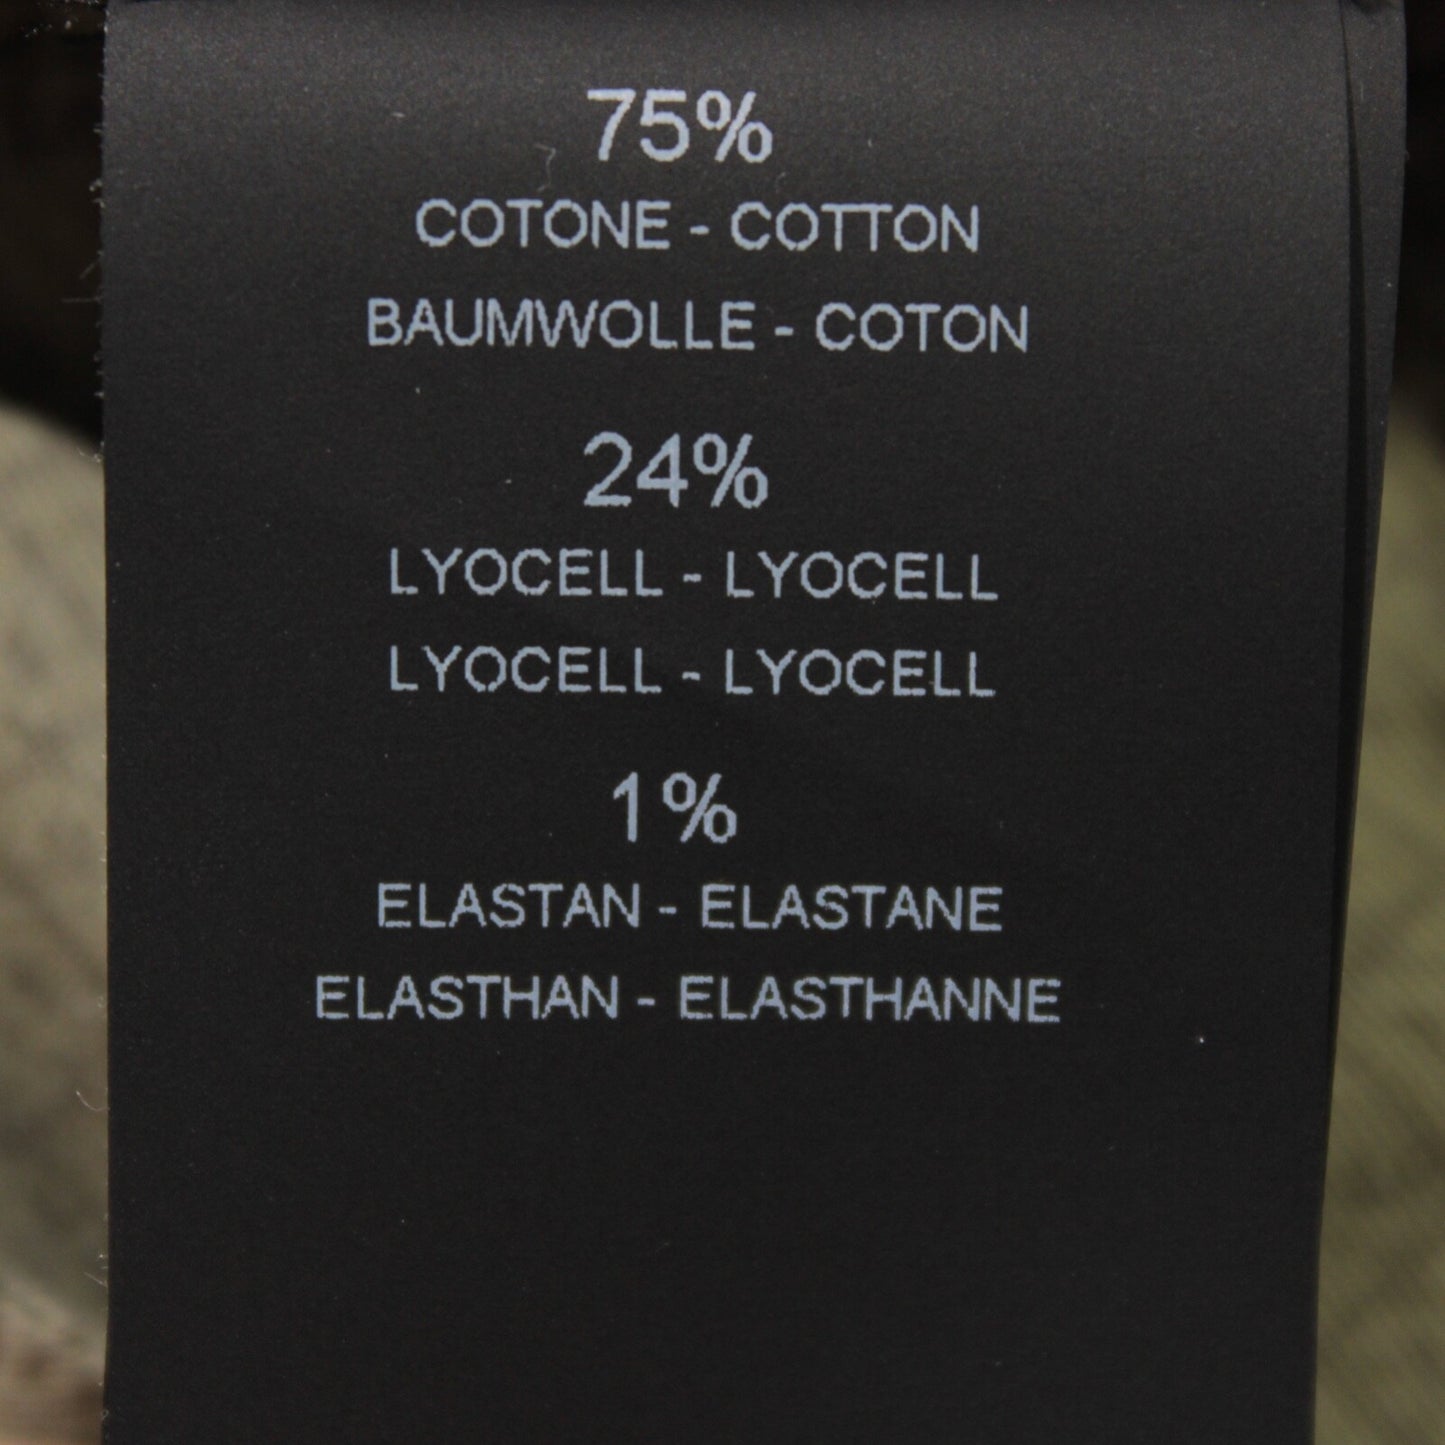 75%
COTONE - COTTON
BAUMWOLLE - COTON
24%
LYOCELL - LYOCELL
LYOCELL - LYOCELL
1%
ELASTAN - ELASTANE
ELASTHAN - ELASTHANNE